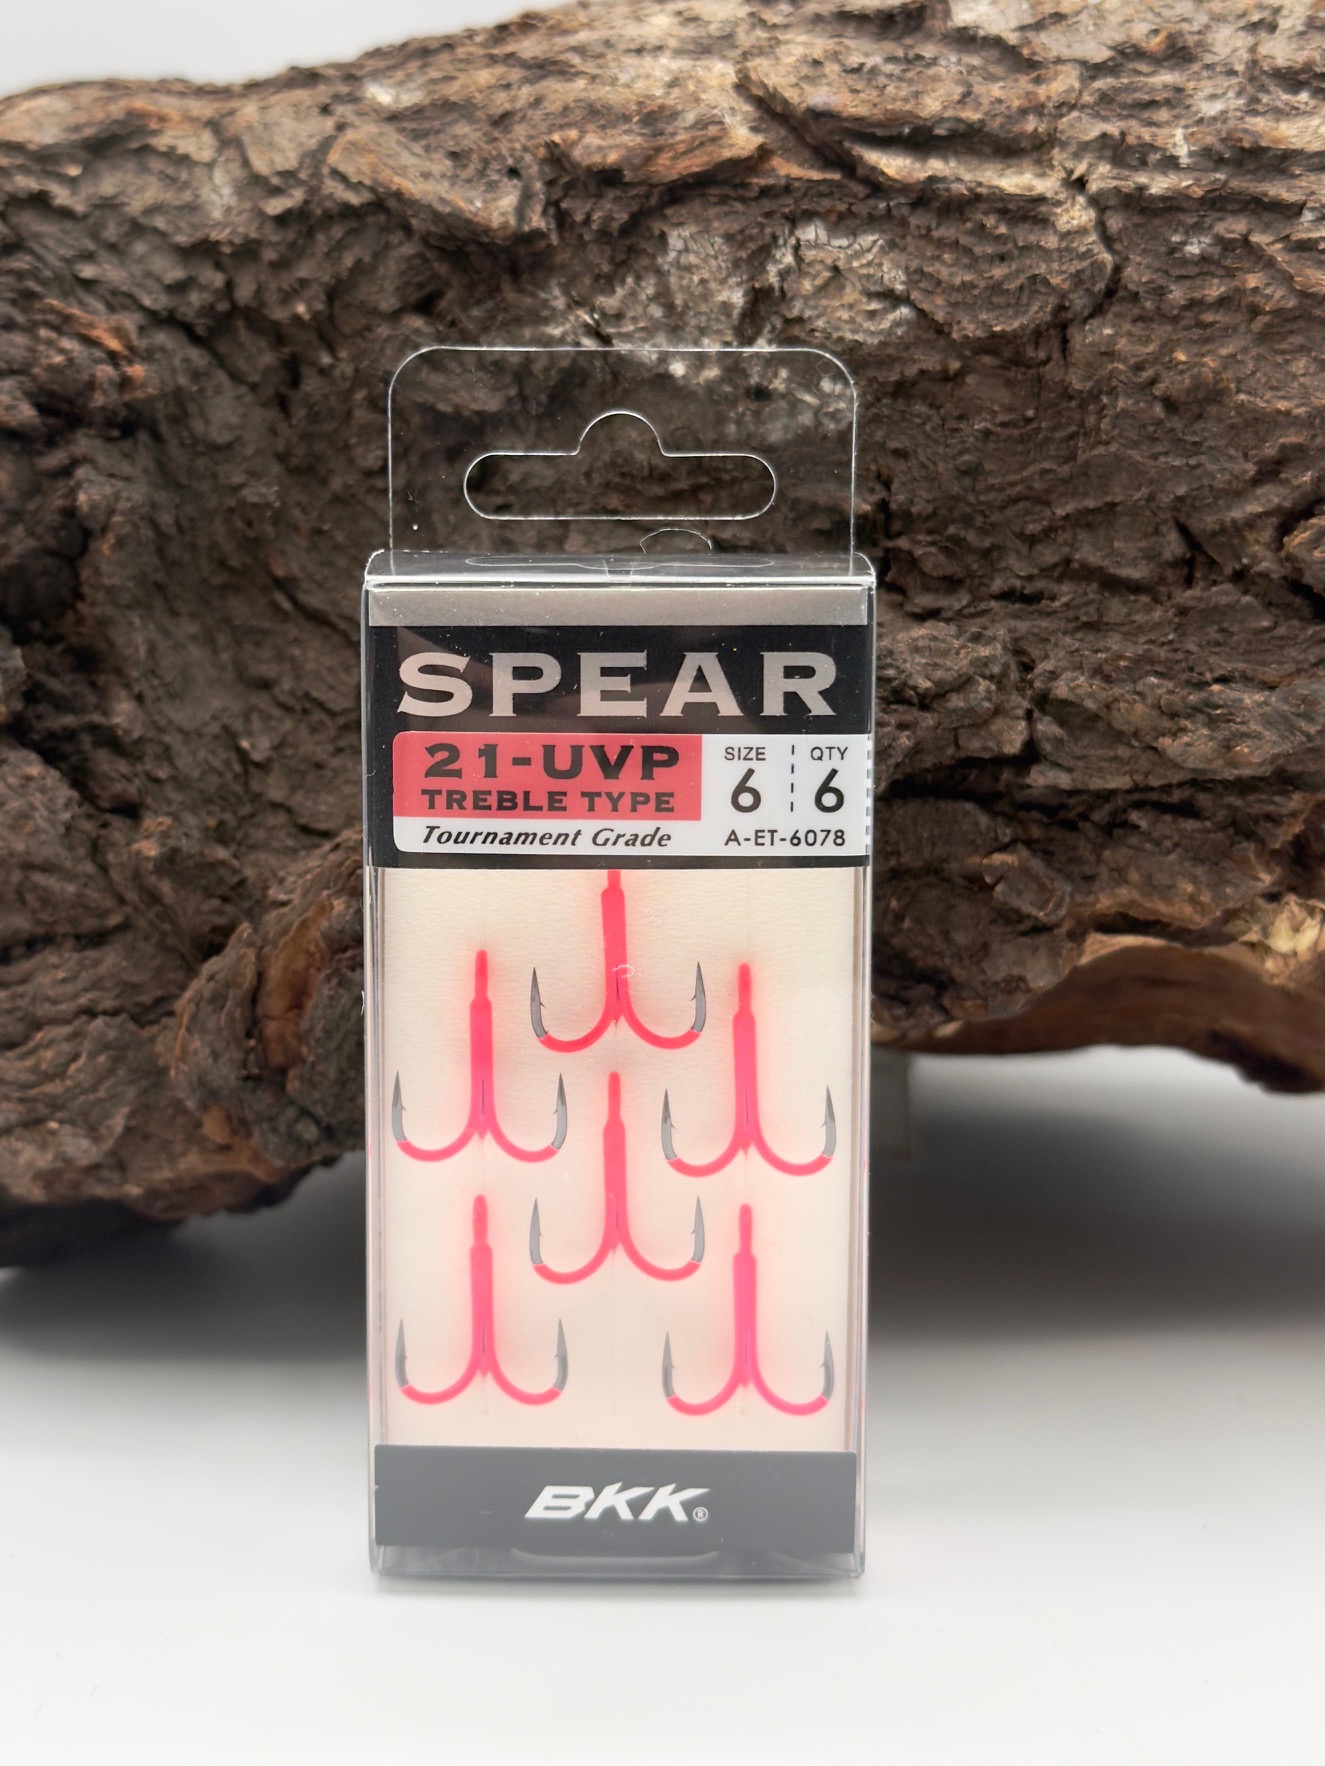 SPEAR
21-UVP
TREBLE TYPE
Tournament Grade
SIZE QTY
6 6
A-ET-6078
BKK®